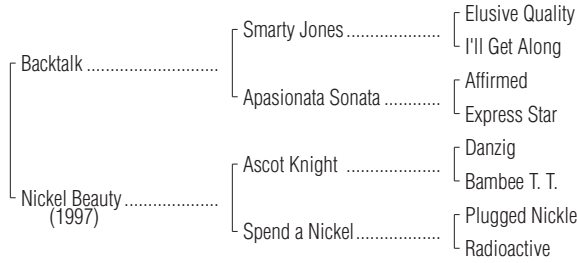 Elusive Quality
Smarty Jones ....................
I'll Get Along
Backtalk ............................
Affirmed
Apasionata Sonata ............
Express Star
Danzig
Ascot Knight ....................
Bambee T. T.
Nickel Beauty ....................
(1997)
Plugged Nickle
Spend a Nickel ..................
Radioactive